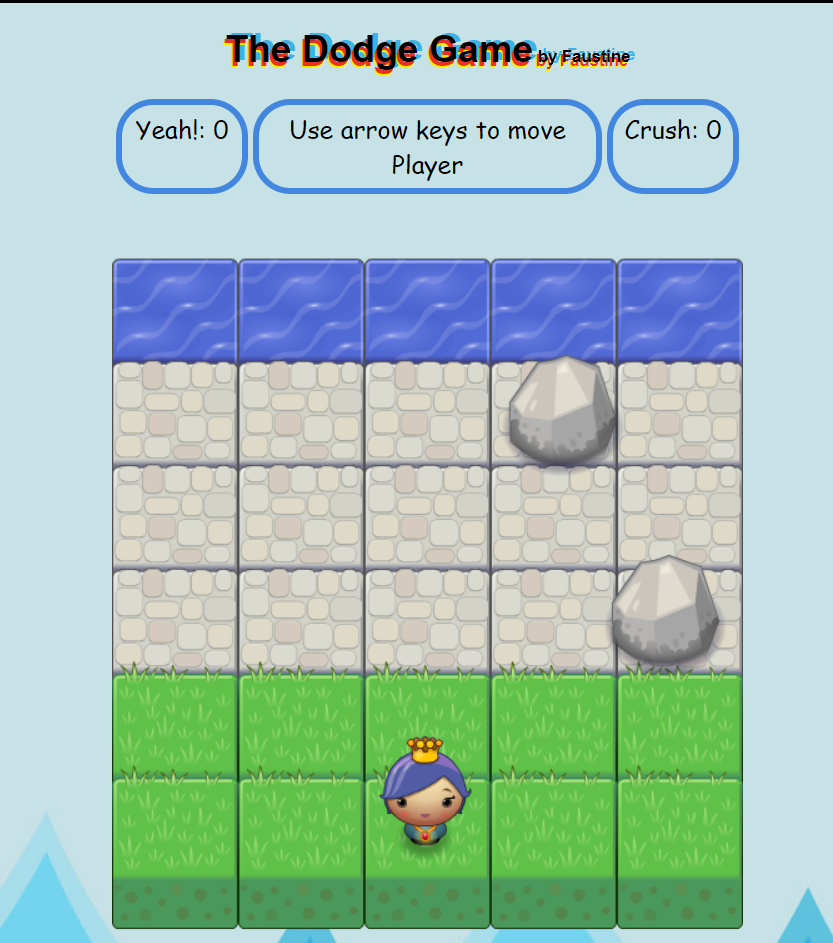 The Dodge Game by Faustine
Yeah!: 0
Use arrow keys to move
Player
Crush: 0